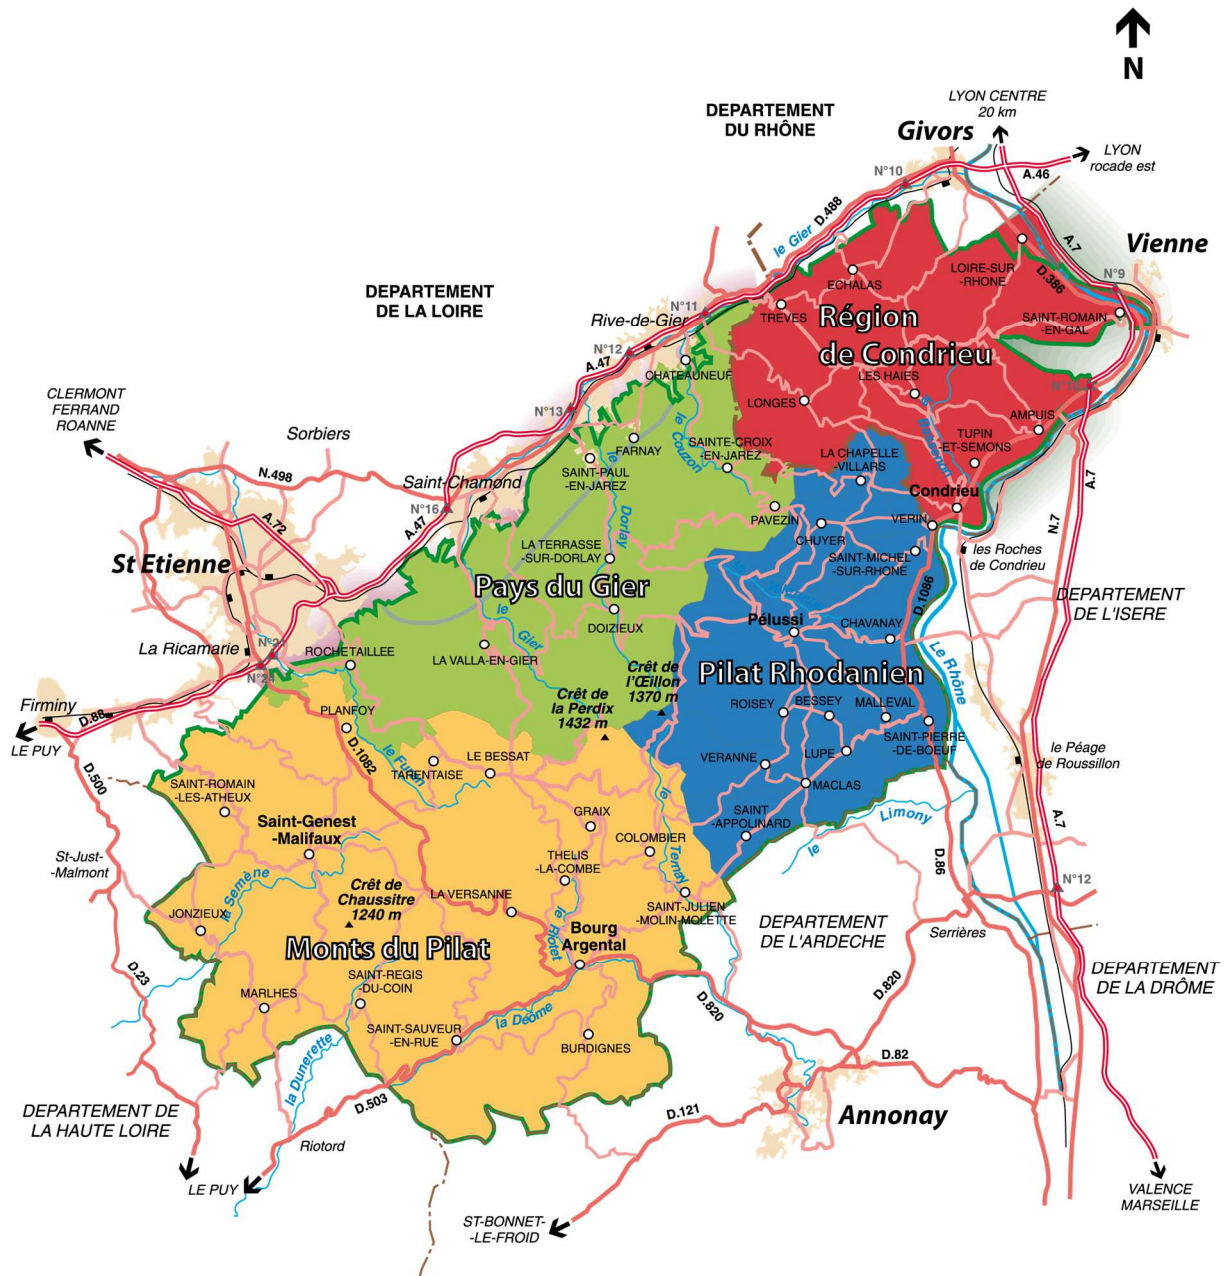 N
LYON CENTRE
20 km
DEPARTEMENT
DU RHÔNE
Givors
LYON
rocade est
A.46
N°10
D.488
le Gier
A.7
Vienne
N°9
D.386
LOIRE-SUR
-RHONE
ECHALAS
DEPARTEMENT
DE LA LOIRE
N°11
Rive-de-Gier
TREVES
Région
de Condrieu
SAINT-ROMAIN
-EN-GAL
N°12
A.47
CHATEAUNEUF
LES HAIES
N°10
CLERMONT
FERRAND
ROANNE
N°13
LONGES
AMPUIS
Sorbiers
le Couzon
FARNAY
SAINTE-CROIX
-EN-JAREZ
TUPIN
-ET-SEMONS
LA CHAPELLE
-VILLARS
N.498
SAINT-PAUL
-EN-JAREZ
Saint-Chamond
A.7
Condrieu
N°16
A.47
A.72
le Dorlay
PAVEZIN
VERIN
CHUYER
N.7
LA TERRASSE
-SUR-DORLAY
SAINT-MICHEL
-SUR-RHONE
les Roches
de Condrieu
St Etienne
Pays du Gier
D.1086
DEPARTEMENT
DE L'ISERE
le Gier
DOIZIEUX
Pélussi
CHAVANAY
La Ricamarie
N°24
ROCHETAILLEE
LA VALLA-EN-GIER
Le Rhône
Crêt de
l'Œillon
1370 m
Pilat Rhodanien
Crêt de
la Perdix
1432 m
Firminy
D.88
LE PUY
PLANFOY
D.1082
ROISEY
BESSEY
MALLEVAL
SAINT-PIERRE
-DE-BOEUF
le Furan
LE BESSAT
TARENTAISE
VERANNE
LUPE
le Péage
de Roussillon
D.500
SAINT-ROMAIN
-LES-ATHEUX
MACLAS
GRAIX
SAINT
-APPOLINARD
le Limony
A.7
Saint-Genest
-Malifaux
COLOMBIER
le Ternay
D.86
St-Just-
-Malmont
THELIS
-LA-COMBE
N°12
la Semène
Crêt de
Chaussitre
1240 m
LA VERSANNE
JONZIEUX
SAINT-JULIEN
-MOLIN-MOLETTE
le Riotet
Bourg
Argental
DEPARTEMENT
DE L'ARDECHE
Serrières
Monts du Pilat
D.23
SAINT-REGIS
-DU-COIN
DEPARTEMENT
DE LA DRÔME
MARLHES
D.820
D.820
la Deôme
SAINT-SAUVEUR
-EN-RUE
BURDIGNES
D.82
la Dunerette
D.503
D.121
Annonay
DEPARTEMENT DE
LA HAUTE LOIRE
Riotord
LE PUY
VALENCE
MARSEILLE
ST-BONNET-
-LE-FROID